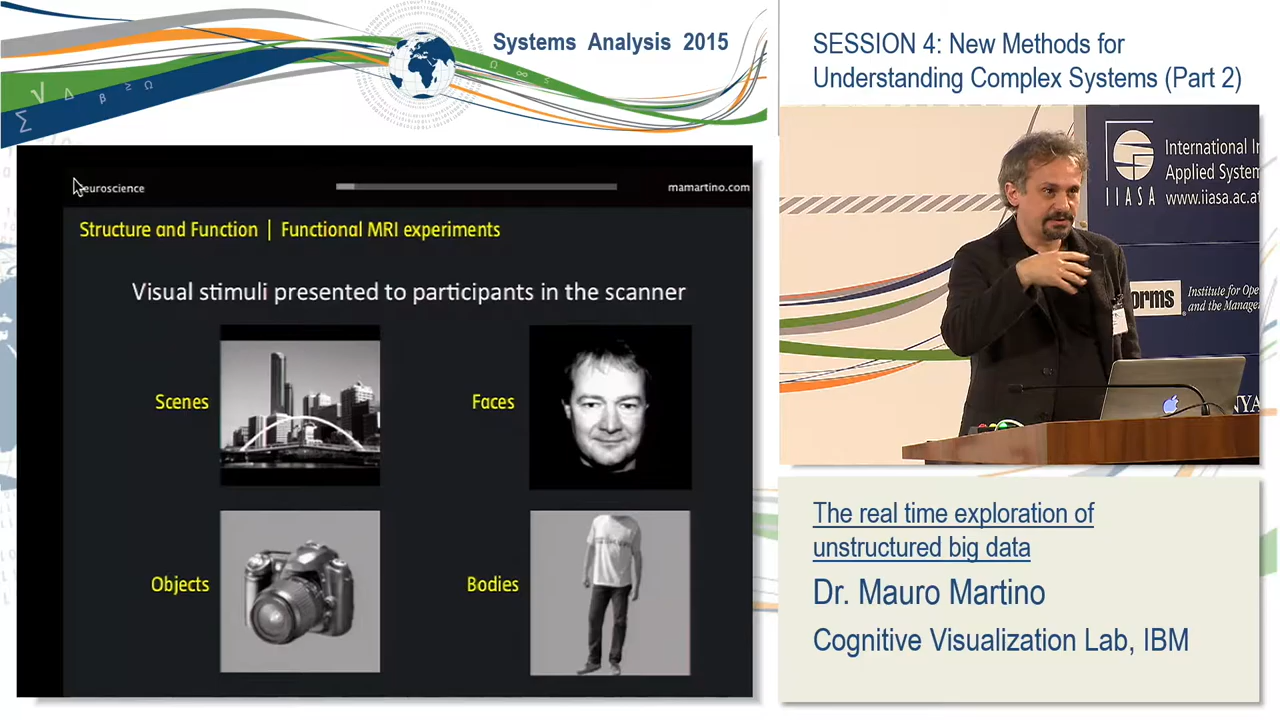 Systems Analysis 2015
SESSION 4: New Methods for
Understanding Complex Systems (Part 2)
euroscience
mamartino.com
Structure and Function | Functional MRI experiments
Visual stimuli presented to participants in the scanner
Scenes
Faces
Objects
Bodies
IIASA
International In
Applied System
www.iiasa.ac.at
orms
Institute for Ope
and the Manage
The real time exploration of
unstructured big data
Dr. Mauro Martino
Cognitive Visualization Lab, IBM